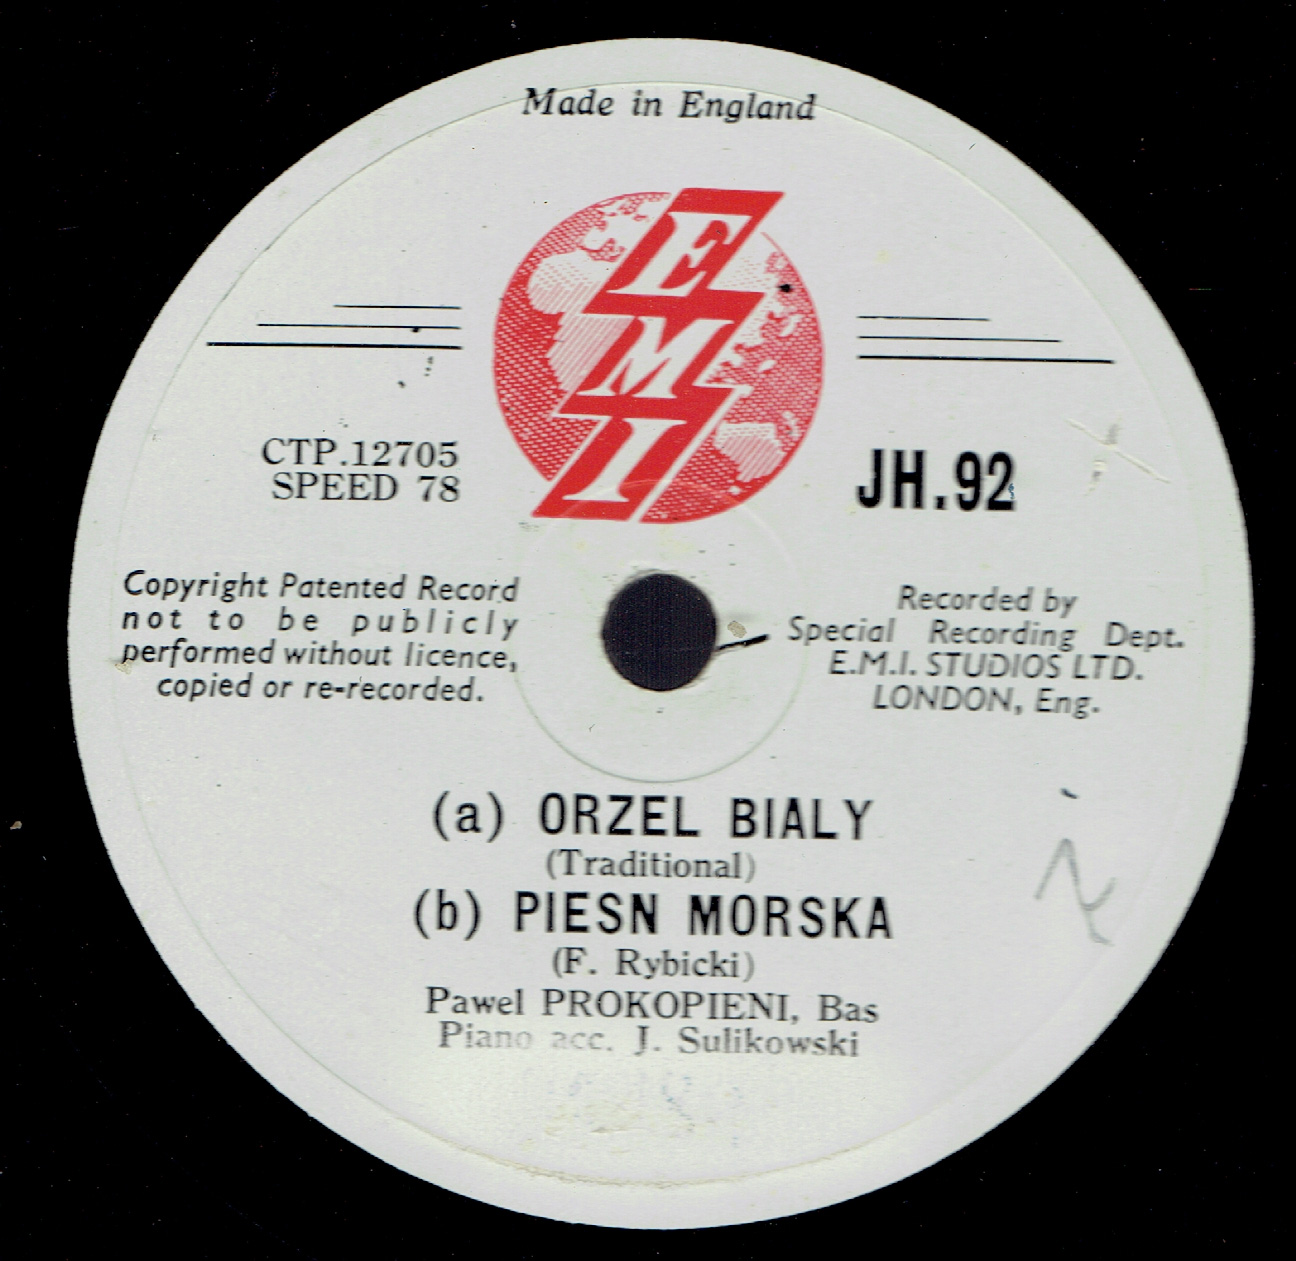 Made in England
E
M
I
CTP.12705
SPEED 78
JH.92
Copyright Patented Record
not to be publicly
performed without licence,
copied or re-recorded.
Recorded by
Special Recording Dept.
E.M.I. STUDIOS LTD.
LONDON, Eng.
(a) ORZEL BIALY
(Traditional)
(b) PIESN MORSKA
(F. Rybicki)
Pawel PROKOPIENI, Bas
Piano acc. J. Sulikowski